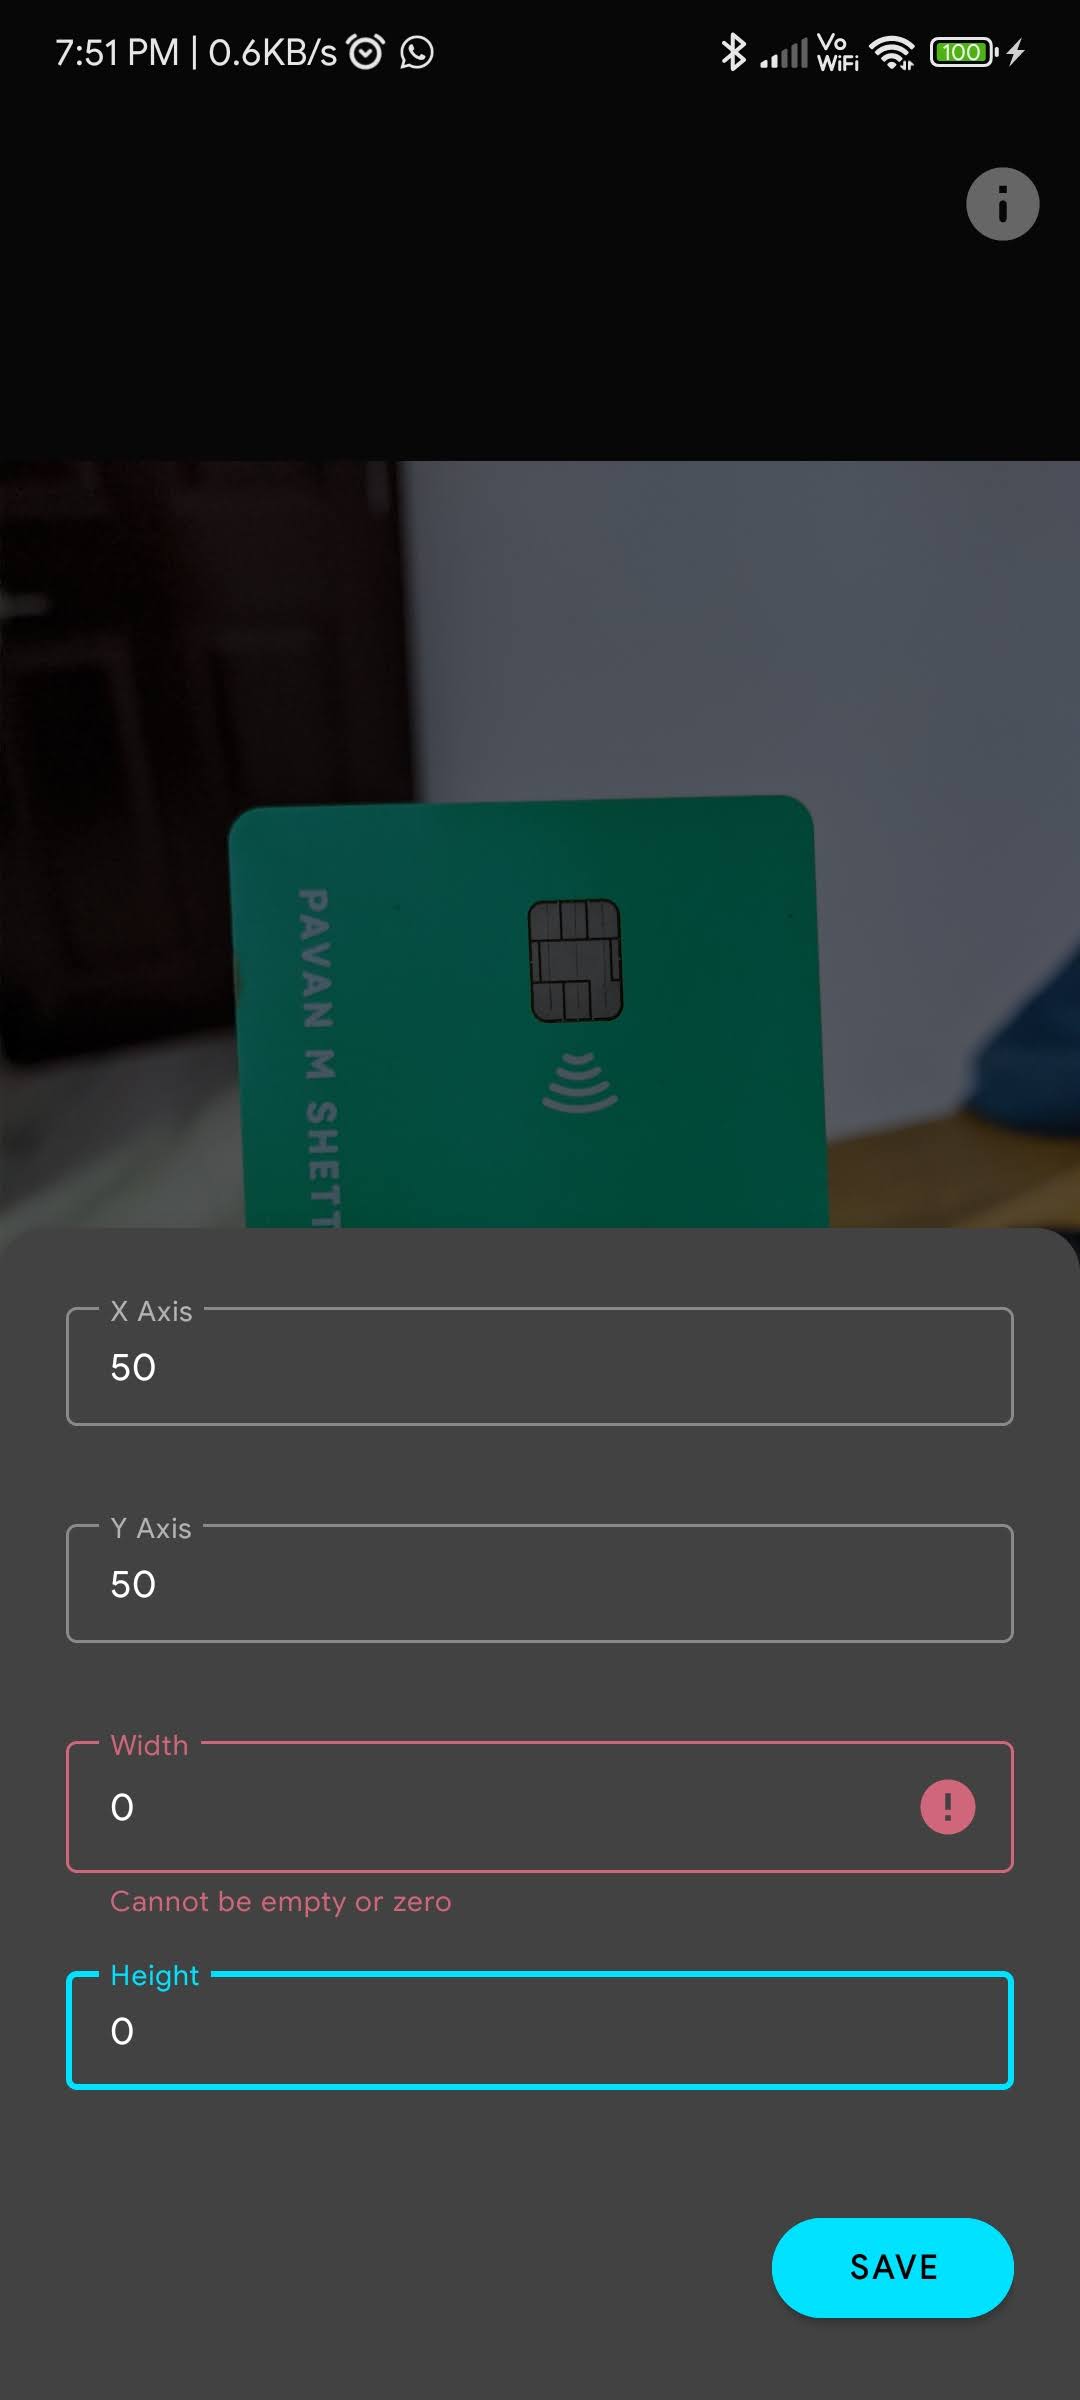 7:51 PM | 0.6KB/s
Vo
WiFi
100
PAVAN M SHETT
X Axis
50
Y Axis
50
Width
0
Cannot be empty or zero
Height
0
SAVE